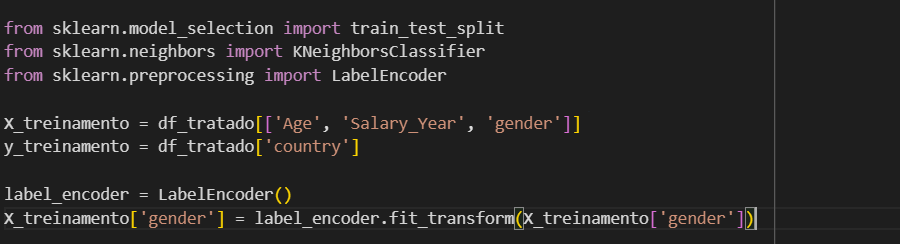 from sklearn.model_selection import train_test_split
from sklearn.neighbors import KNeighborsClassifier
from sklearn.preprocessing import LabelEncoder
X_treinamento = df_tratado[['Age', 'Salary_Year', 'gender']]
y_treinamento = df_tratado['country']
label_encoder = LabelEncoder()
X_treinamento['gender'] = label_encoder.fit_transform(X_treinamento['gender'])